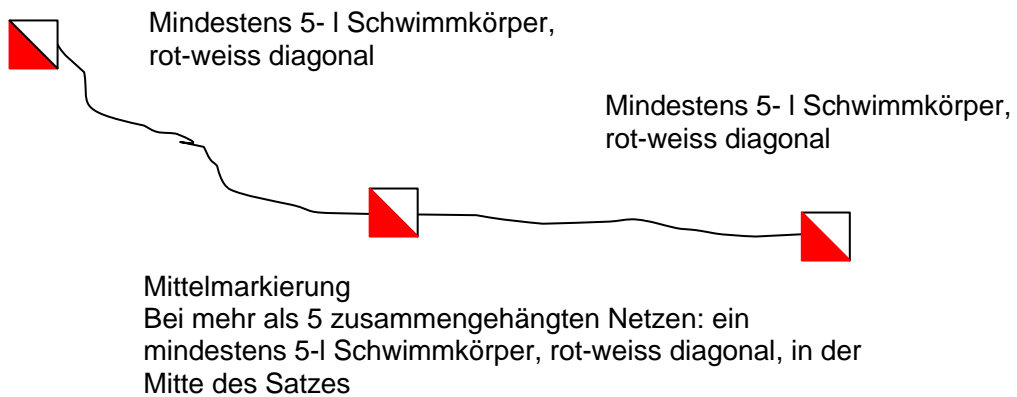 Mindestens 5- l Schwimmkörper,
rot-weiss diagonal
Mindestens 5- l Schwimmkörper,
rot-weiss diagonal
Mittelmarkierung
Bei mehr als 5 zusammengehängten Netzen: ein
mindestens 5-l Schwimmkörper, rot-weiss diagonal, in der
Mitte des Satzes